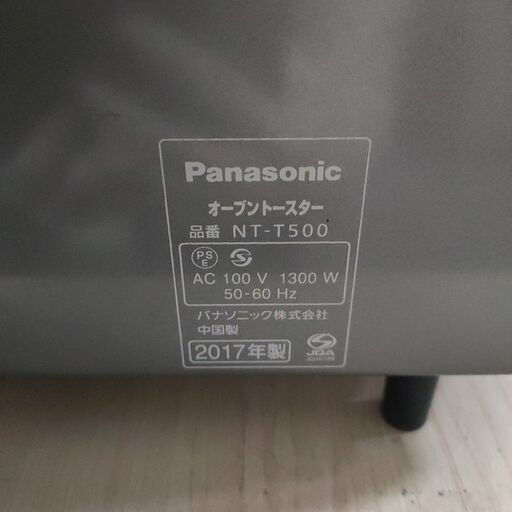 Panasonic
オーブントースター
品番 NT-T500
PS E
AC 100 V 1300 W
50-60 Hz
パナソニック株式会社
中国製
2017年製
JQA